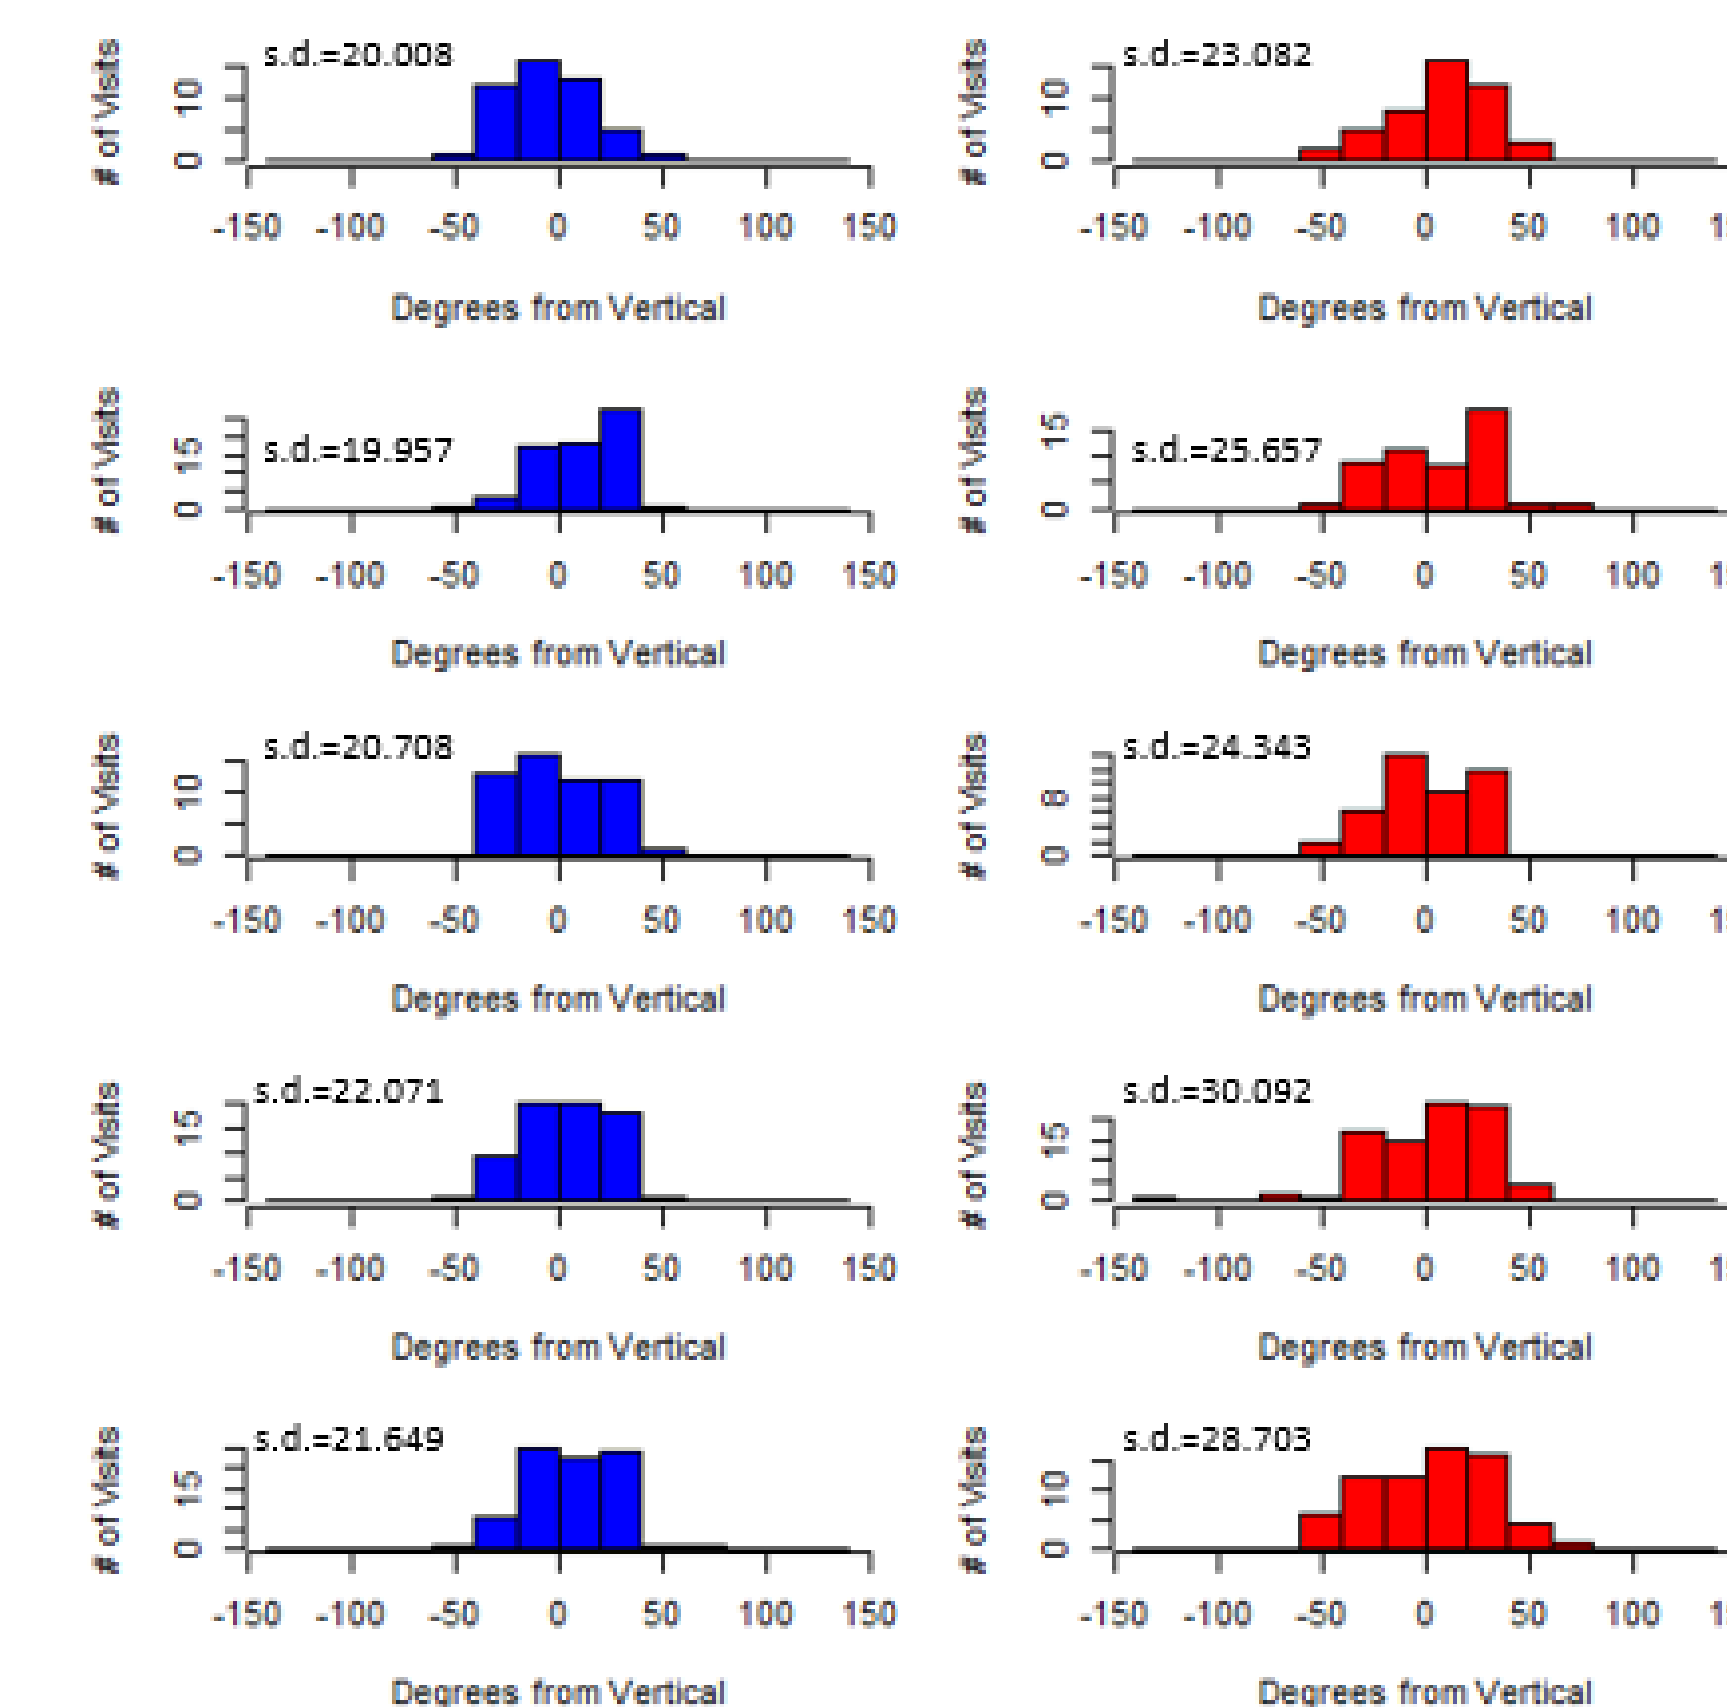 s.d.=20.008 s.d.=23.082
# of Visits 0 10 # of Visits 0 10
-150 -100 -50 0 50 100 150 -150 -100 -50 0 50 100
Degrees from Vertical Degrees from Vertical
s.d.=19.957 s.d.=25.657
# of Visits 0 15 # of Visits 0 15
-150 -100 -50 0 50 100 150 -150 -100 -50 0 50 100
Degrees from Vertical Degrees from Vertical
s.d.=20.708 s.d.=24.343
# of Visits 0 10 # of Visits 0 8
-150 -100 -50 0 50 100 150 -150 -100 -50 0 50 100
Degrees from Vertical Degrees from Vertical
s.d.=22.071 s.d.=30.092
# of Visits 0 15 # of Visits 0 15
-150 -100 -50 0 50 100 150 -150 -100 -50 0 50 100
Degrees from Vertical Degrees from Vertical
s.d.=21.649 s.d.=28.703
# of Visits 0 15 # of Visits 0 10
-150 -100 -50 0 50 100 150 -150 -100 -50 0 50 100
Degrees from Vertical Degrees from Vertical